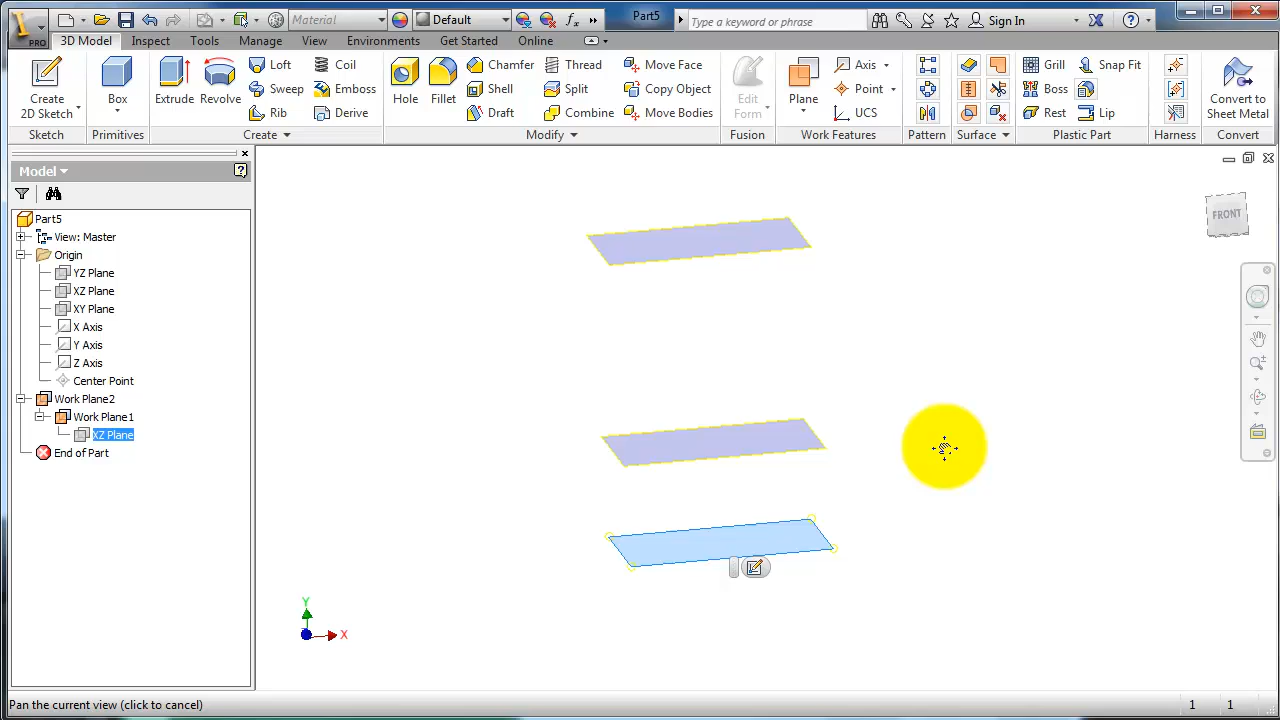 PRO
Material
Default
fx
Part5
Type a keyword or phrase
Sign In
3D Model Inspect Tools Manage View Environments Get Started Online
Create 2D Sketch
Sketch
Box
Primitives
Extrude
Revolve
Loft
Sweep
Rib
Coil
Emboss
Derive
Create
Hole
Fillet
Chamfer
Shell
Draft
Thread
Split
Combine
Move Face
Copy Object
Move Bodies
Modify
Edit Form
Fusion
Plane
Axis
Point
UCS
Work Features
Pattern
Surface
Grill
Boss
Rest
Snap Fit
Lip
Plastic Part
Harness
Convert to Sheet Metal
Convert
Model
Part5
View: Master
Origin
YZ Plane
XZ Plane
XY Plane
X Axis
Y Axis
Z Axis
Center Point
Work Plane2
Work Plane1
XZ Plane
End of Part
FRONT
Y
X
Pan the current view (click to cancel)
1 1